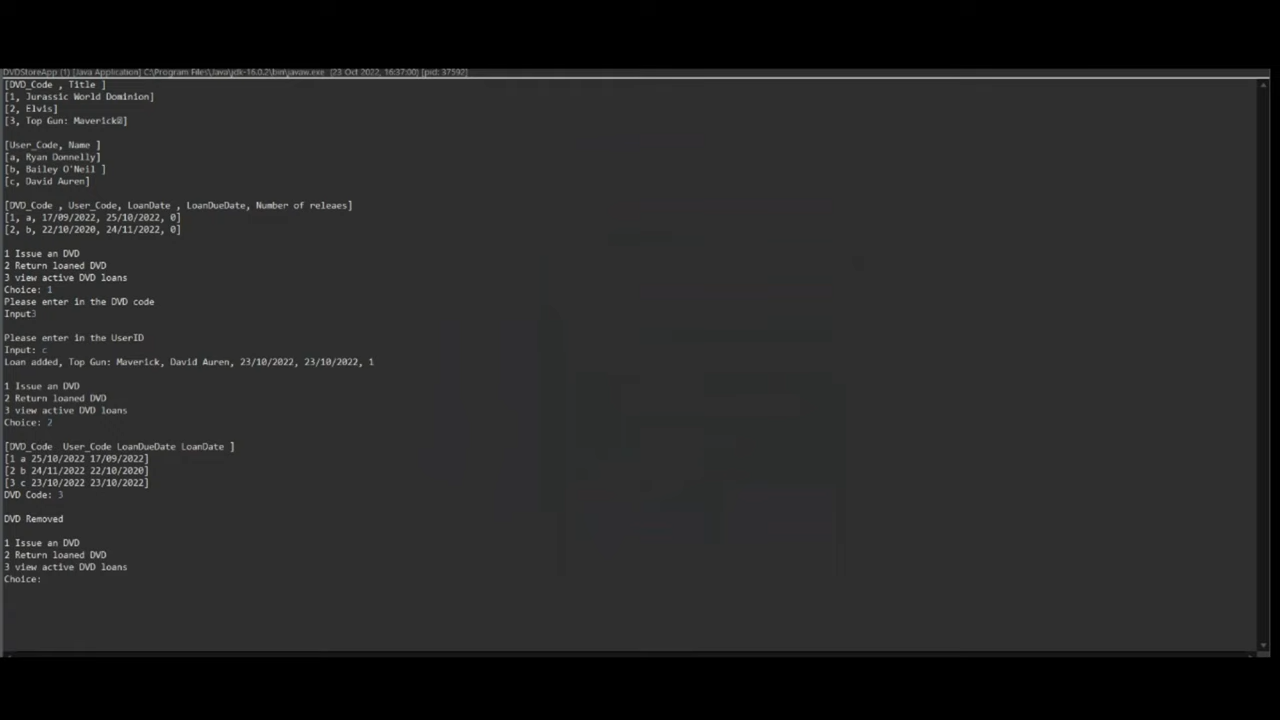 DVDStoreApp (1) [Java Application] C:\Program Files\Java\jdk-16.0.2\bin\javaw.exe (23 Oct 2022, 16:37:00) [pid: 37592]
[DVD_Code , Title ]
[1, Jurassic World Dominion]
[2, Elvis]
[3, Top Gun: Maverick]
[User_Code, Name ]
[a, Ryan Donnelly]
[b, Bailey O'Neil ]
[c, David Auren]
[DVD_Code , User_Code, LoanDate , LoanDueDate, Number of releaes]
[1, a, 17/09/2022, 25/10/2022, 0]
[2, b, 22/10/2020, 24/11/2022, 0]
1 Issue an DVD
2 Return loaned DVD
3 view active DVD loans
Choice: 1
Please enter in the DVD code
Input3
Please enter in the UserID
Input: c
Loan added, Top Gun: Maverick, David Auren, 23/10/2022, 23/10/2022, 1
1 Issue an DVD
2 Return loaned DVD
3 view active DVD loans
Choice: 2
[DVD_Code  User_Code LoanDueDate LoanDate ]
[1 a 25/10/2022 17/09/2022]
[2 b 24/11/2022 22/10/2020]
[3 c 23/10/2022 23/10/2022]
DVD Code: 3
DVD Removed
1 Issue an DVD
2 Return loaned DVD
3 view active DVD loans
Choice: